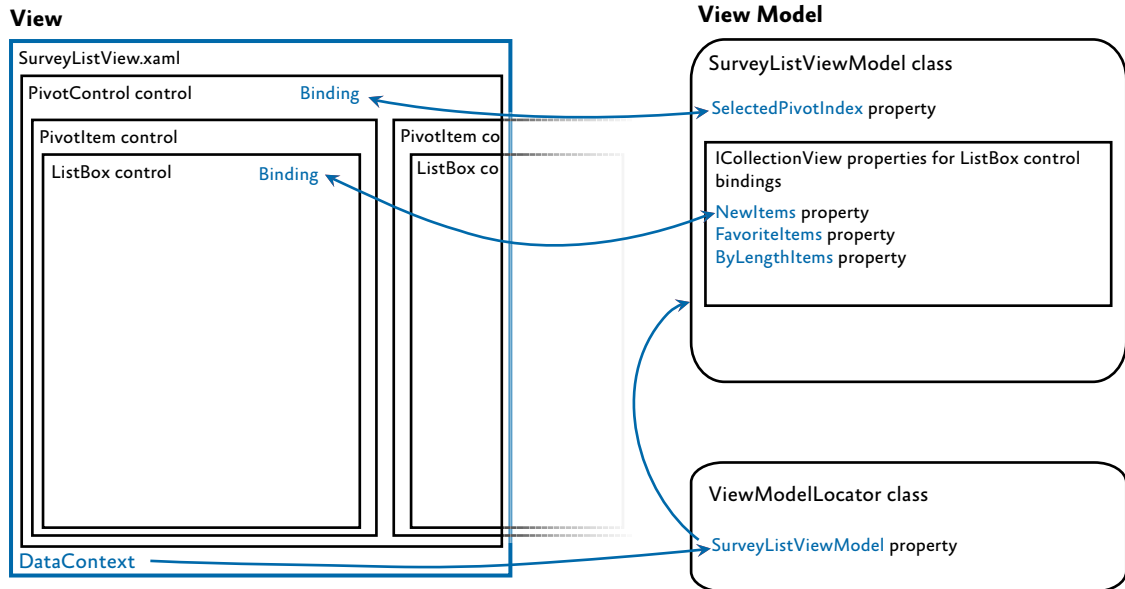 View
View Model
SurveyListView.xaml
PivotControl control
Binding
PivotItem control
ListBox control
Binding
PivotItem co
ListBox co
DataContext
SurveyListViewModel class
SelectedPivotIndex property
ICollectionView properties for ListBox control
bindings
NewItems property
FavoriteItems property
ByLengthItems property
ViewModelLocator class
SurveyListViewModel property